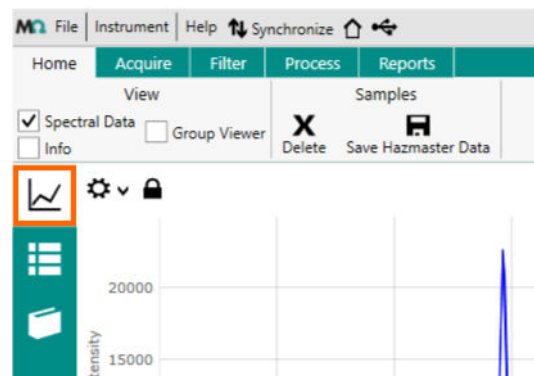 MΩ File Instrument Help Synchronize
Home Acquire Filter Process Reports
View Samples
Spectral Data Group Viewer
Info Delete Save Hazmaster Data
20000
15000